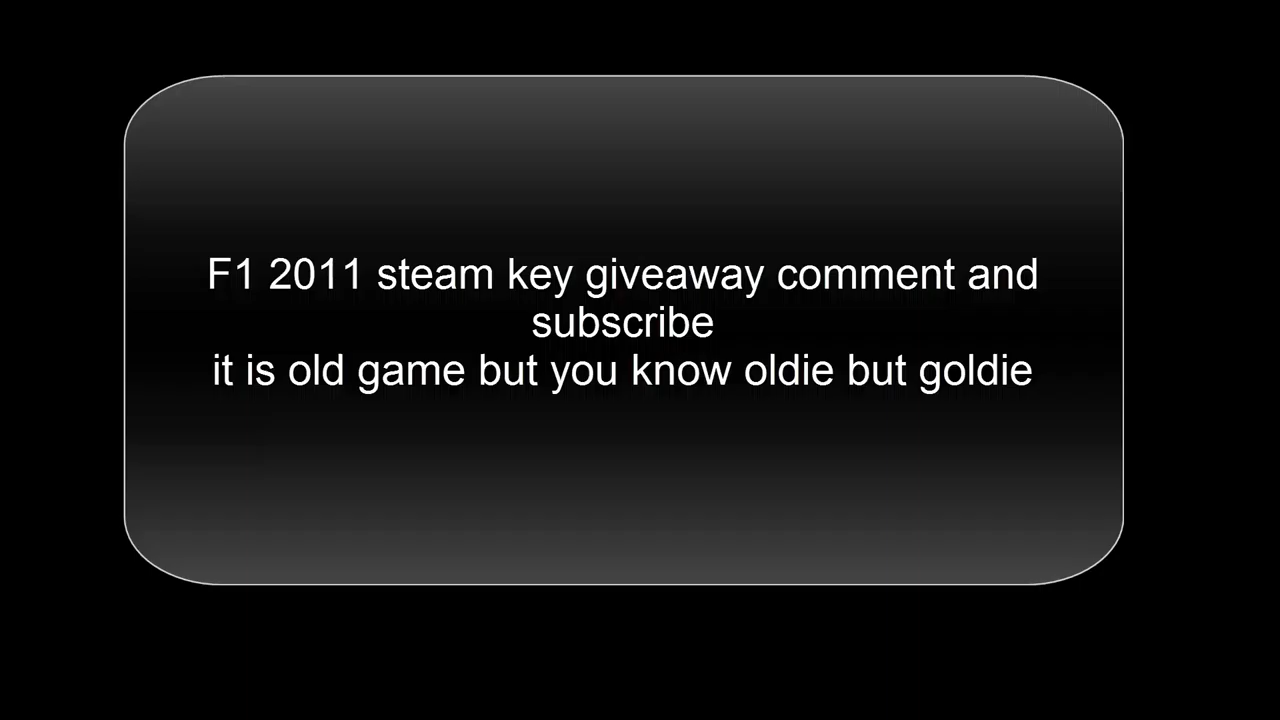 F1 2011 steam key giveaway comment and
subscribe
it is old game but you know oldie but goldie